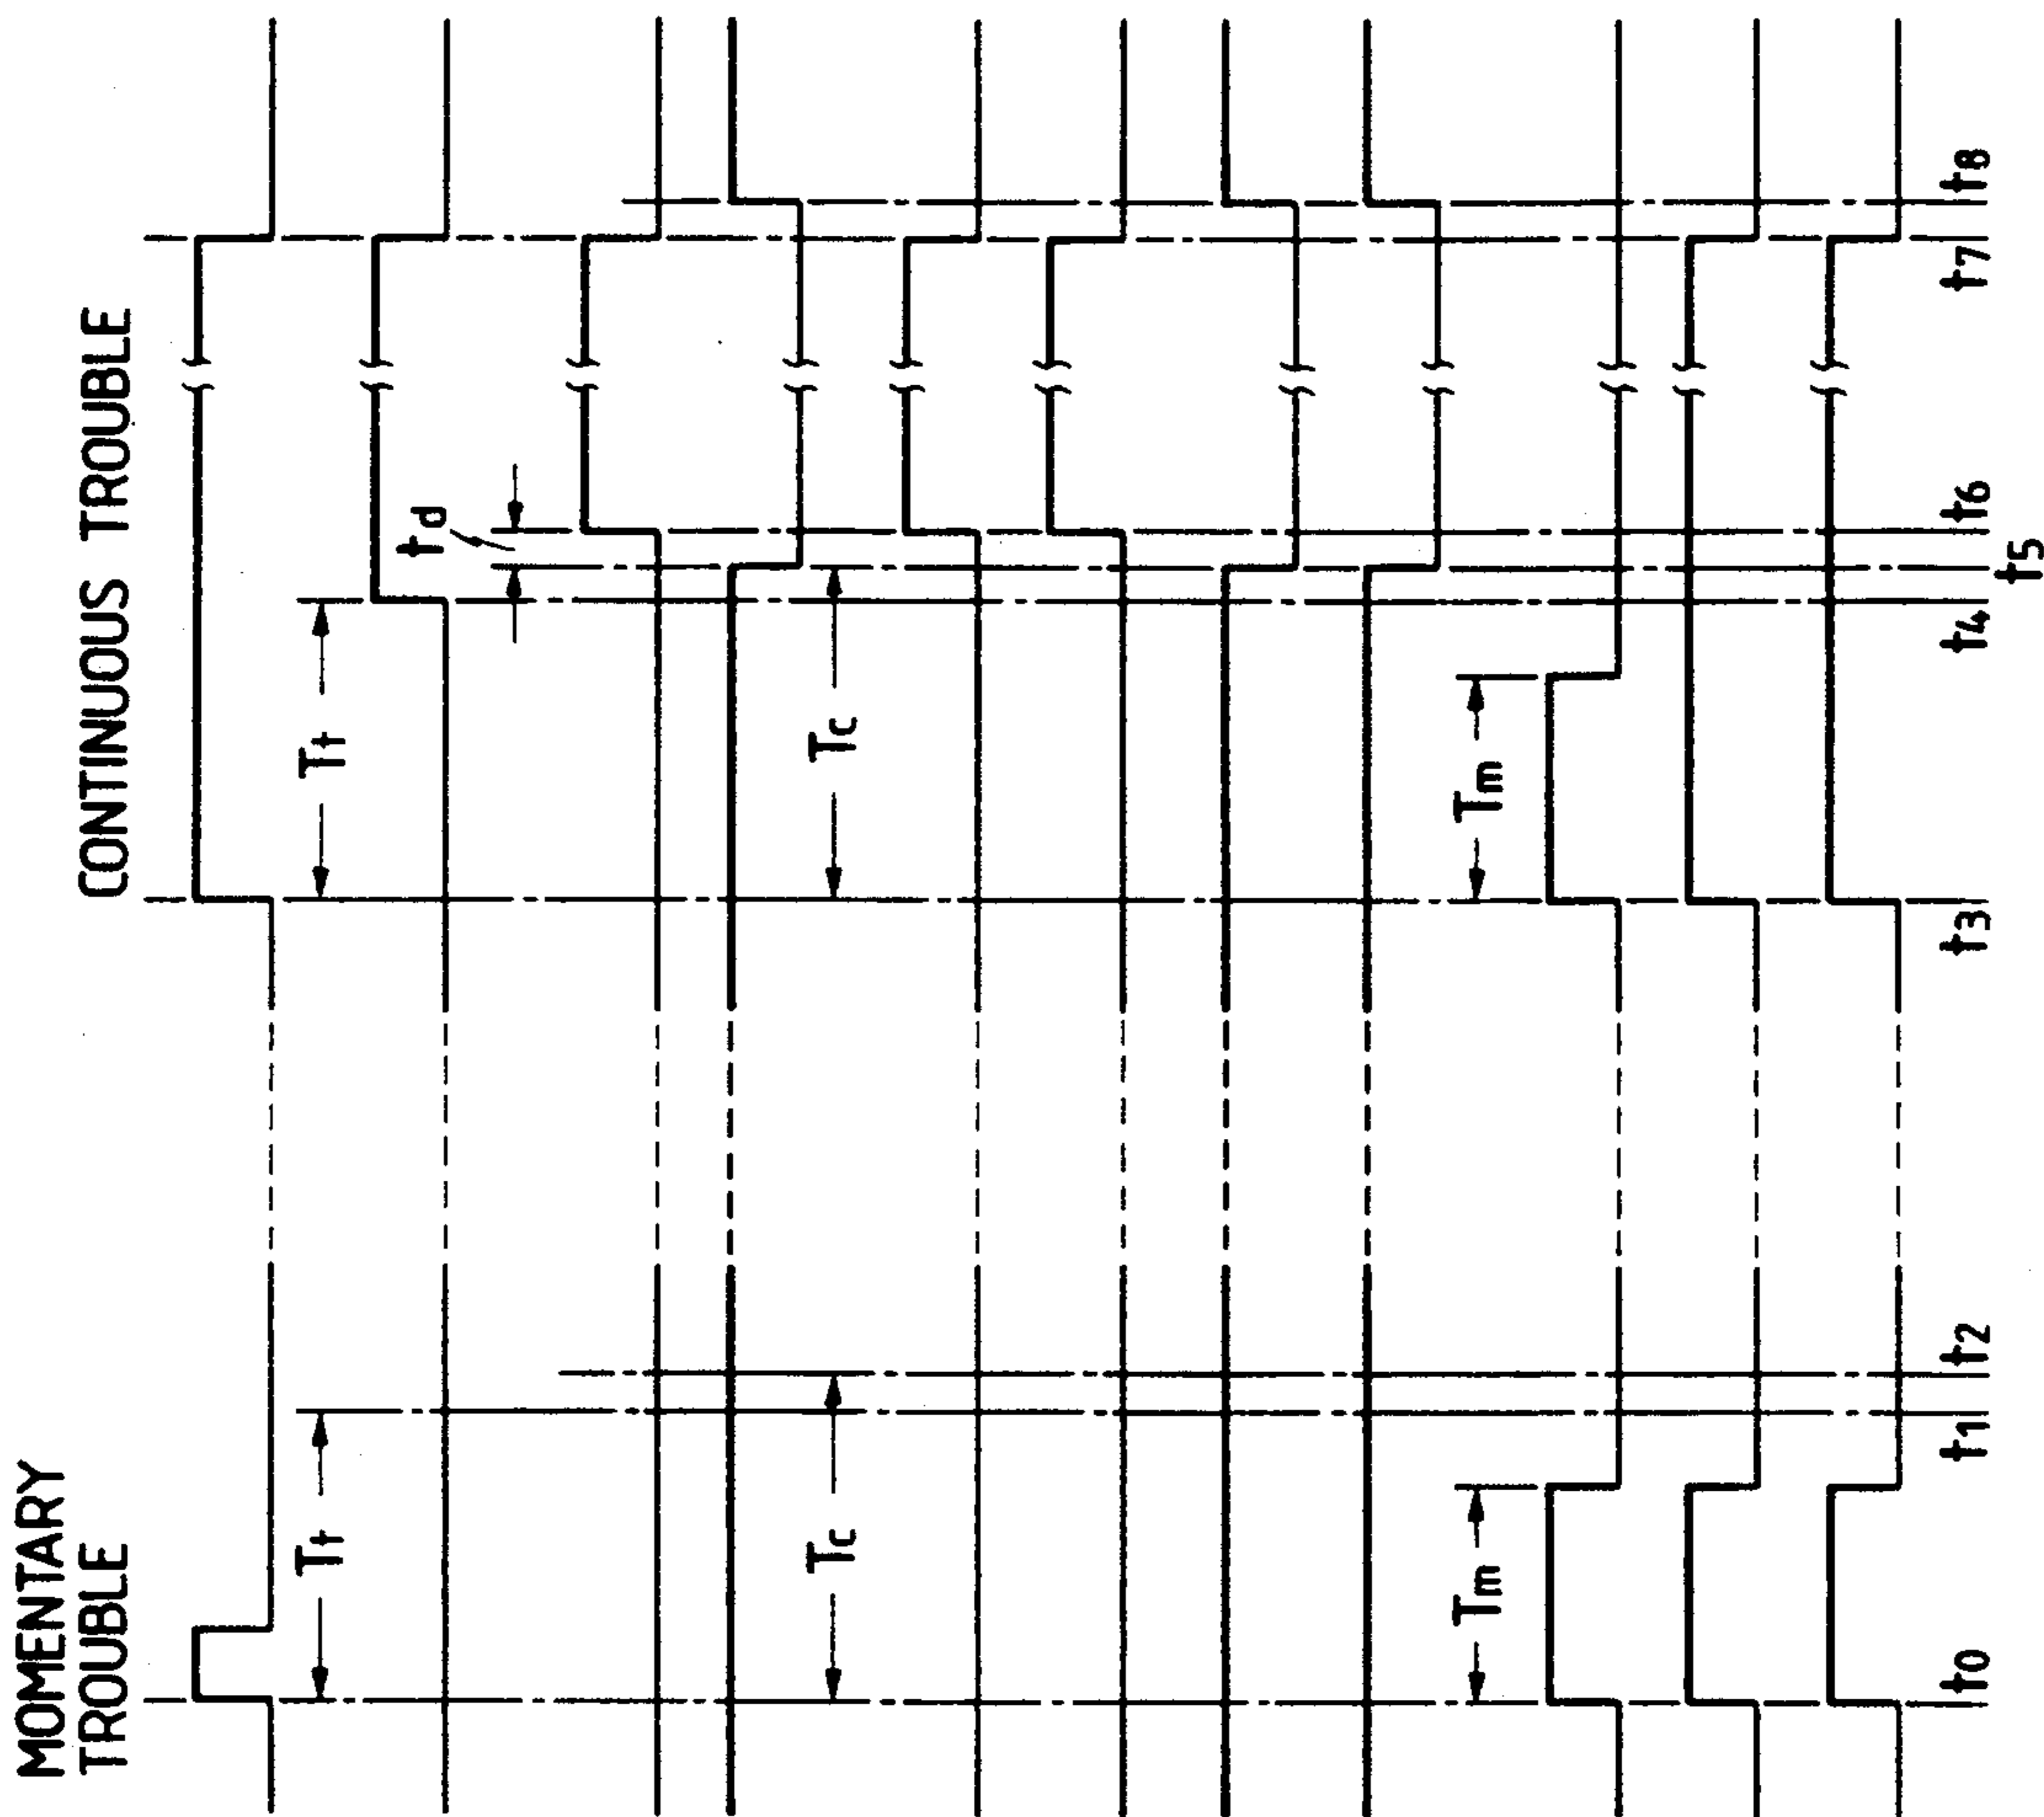 MOMENTARY
TROUBLE
CONTINUOUS TROUBLE
Tt
Tt
td
Tc
Tc
Tm
Tm
t0
t1
t2
t3
t4
t5
t6
t7
t8